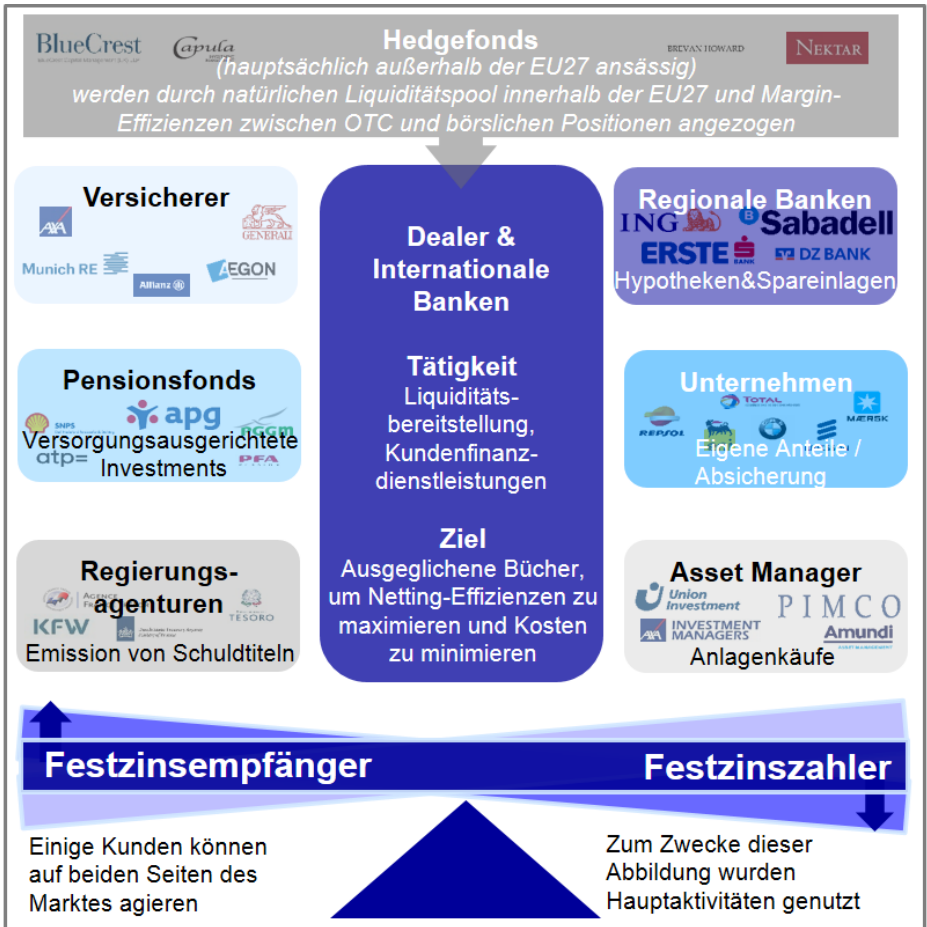 BlueCrest
Capula
BREVAN HOWARD
NEKTAR
Hedgefonds
(hauptsächlich außerhalb der EU27 ansässig)
werden durch natürlichen Liquiditätspool innerhalb der EU27 und Margin-
Effizienzen zwischen OTC und börslichen Positionen angezogen
Versicherer
AXA
GENERALI
Munich RE
Allianz
AEGON
Pensionsfonds
SNPS
apg
PGGM
Versorgungsausgerichtete
atp=
PFA
Investments
Regierungs-
agenturen
AGENCE
TESORO
KFW
Emission von Schuldtiteln
Dealer &
Internationale
Banken
Tätigkeit
Liquiditäts-
bereitstellung,
Kundenfinanz-
dienstleistungen
Ziel
Ausgeglichene Bücher,
um Netting-Effizienzen zu
maximieren und Kosten
zu minimieren
Regionale Banken
ING
B Sabadell
ERSTE BANK
DZ BANK
Hypotheken&Spareinlagen
Unternehmen
TOTAL
MÆRSK
REPSOL
Eigene Anteile /
Absicherung
Asset Manager
Union
Investment
PIMCO
AXA INVESTMENT
MANAGERS
Amundi
ASSET MANAGEMENT
Anlagenkäufe
Festzinsempfänger
Festzinszahler
Einige Kunden können
auf beiden Seiten des
Marktes agieren
Zum Zwecke dieser
Abbildung wurden
Hauptaktivitäten genutzt